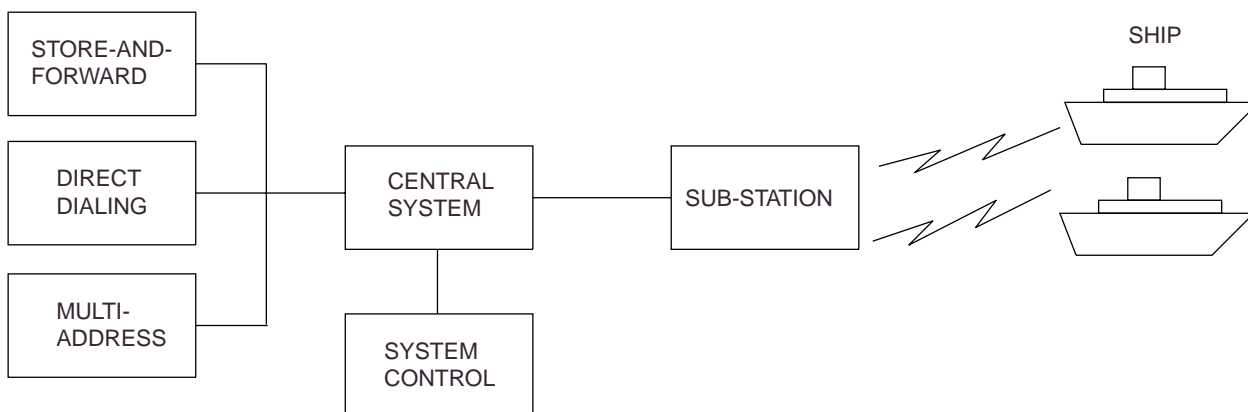 STORE-AND-
FORWARD
DIRECT
DIALING
MULTI-
ADDRESS
CENTRAL
SYSTEM
SYSTEM
CONTROL
SUB-STATION
SHIP